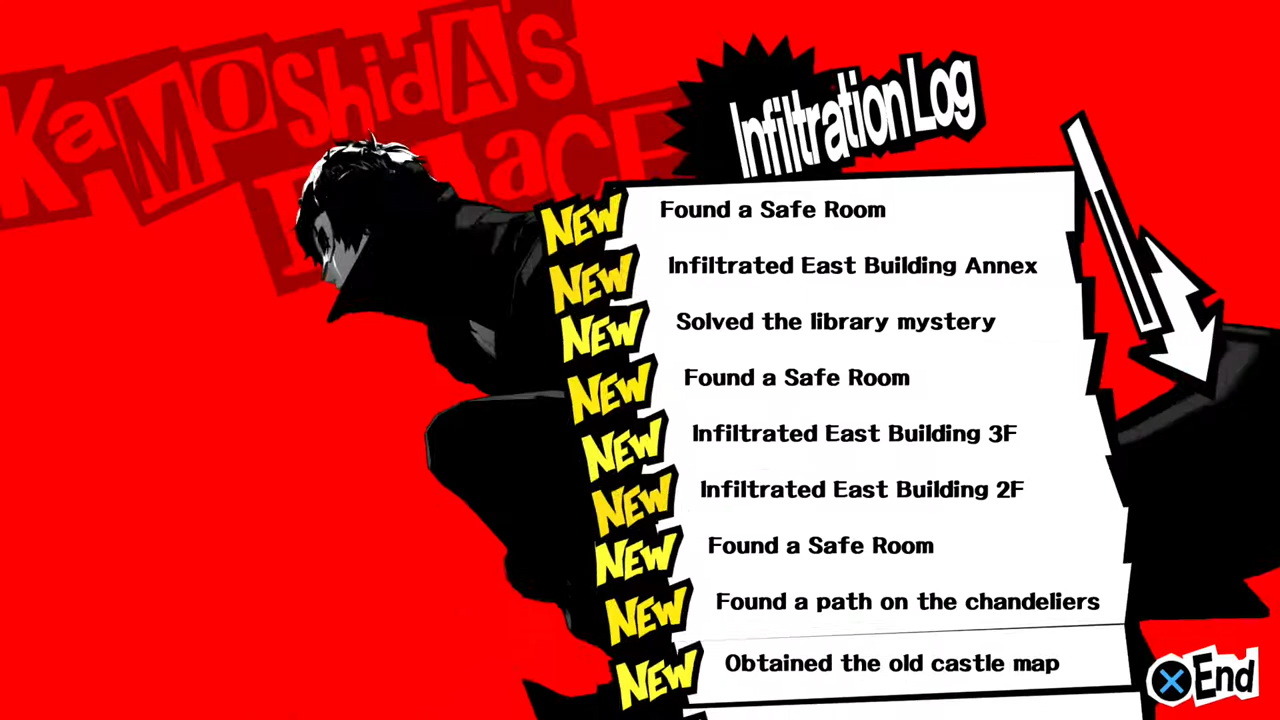 KaMoShidA's
PalaCE
Infiltration Log
NEW Found a Safe Room
NEW Infiltrated East Building Annex
NEW Solved the library mystery
NEW Found a Safe Room
NEW Infiltrated East Building 3F
NEW Infiltrated East Building 2F
NEW Found a Safe Room
NEW Found a path on the chandeliers
NEW Obtained the old castle map
End